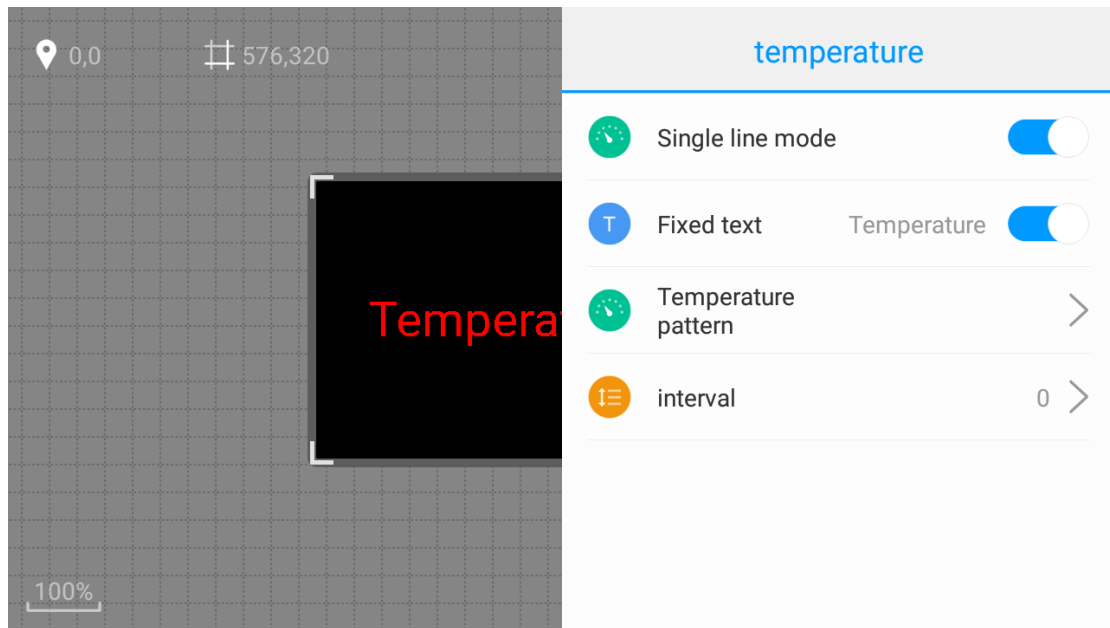 0,0
576,320
temperature
Single line mode
Fixed text Temperature
T
Tempera
Temperature
pattern
interval 0
100%